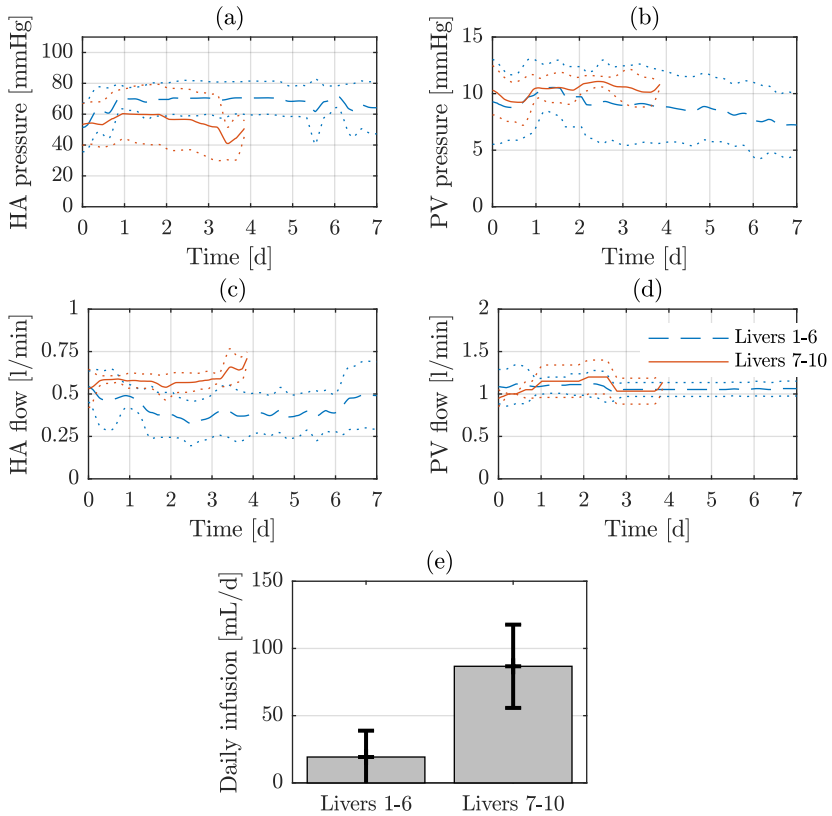 (a)
HA pressure [mmHg]
100
80
60
40
20
0
0 1 2 3 4 5 6 7
Time [d]
(b)
PV pressure [mmHg]
15
10
5
0
0 1 2 3 4 5 6 7
Time [d]
(c)
HA flow [l/min]
1
0.75
0.5
0.25
0
0 1 2 3 4 5 6 7
Time [d]
(d)
PV flow [l/min]
2
1.5
1
0.5
0
Livers 1-6
Livers 7-10
0 1 2 3 4 5 6 7
Time [d]
(e)
Daily infusion [mL/d]
150
100
50
0
Livers 1-6 Livers 7-10